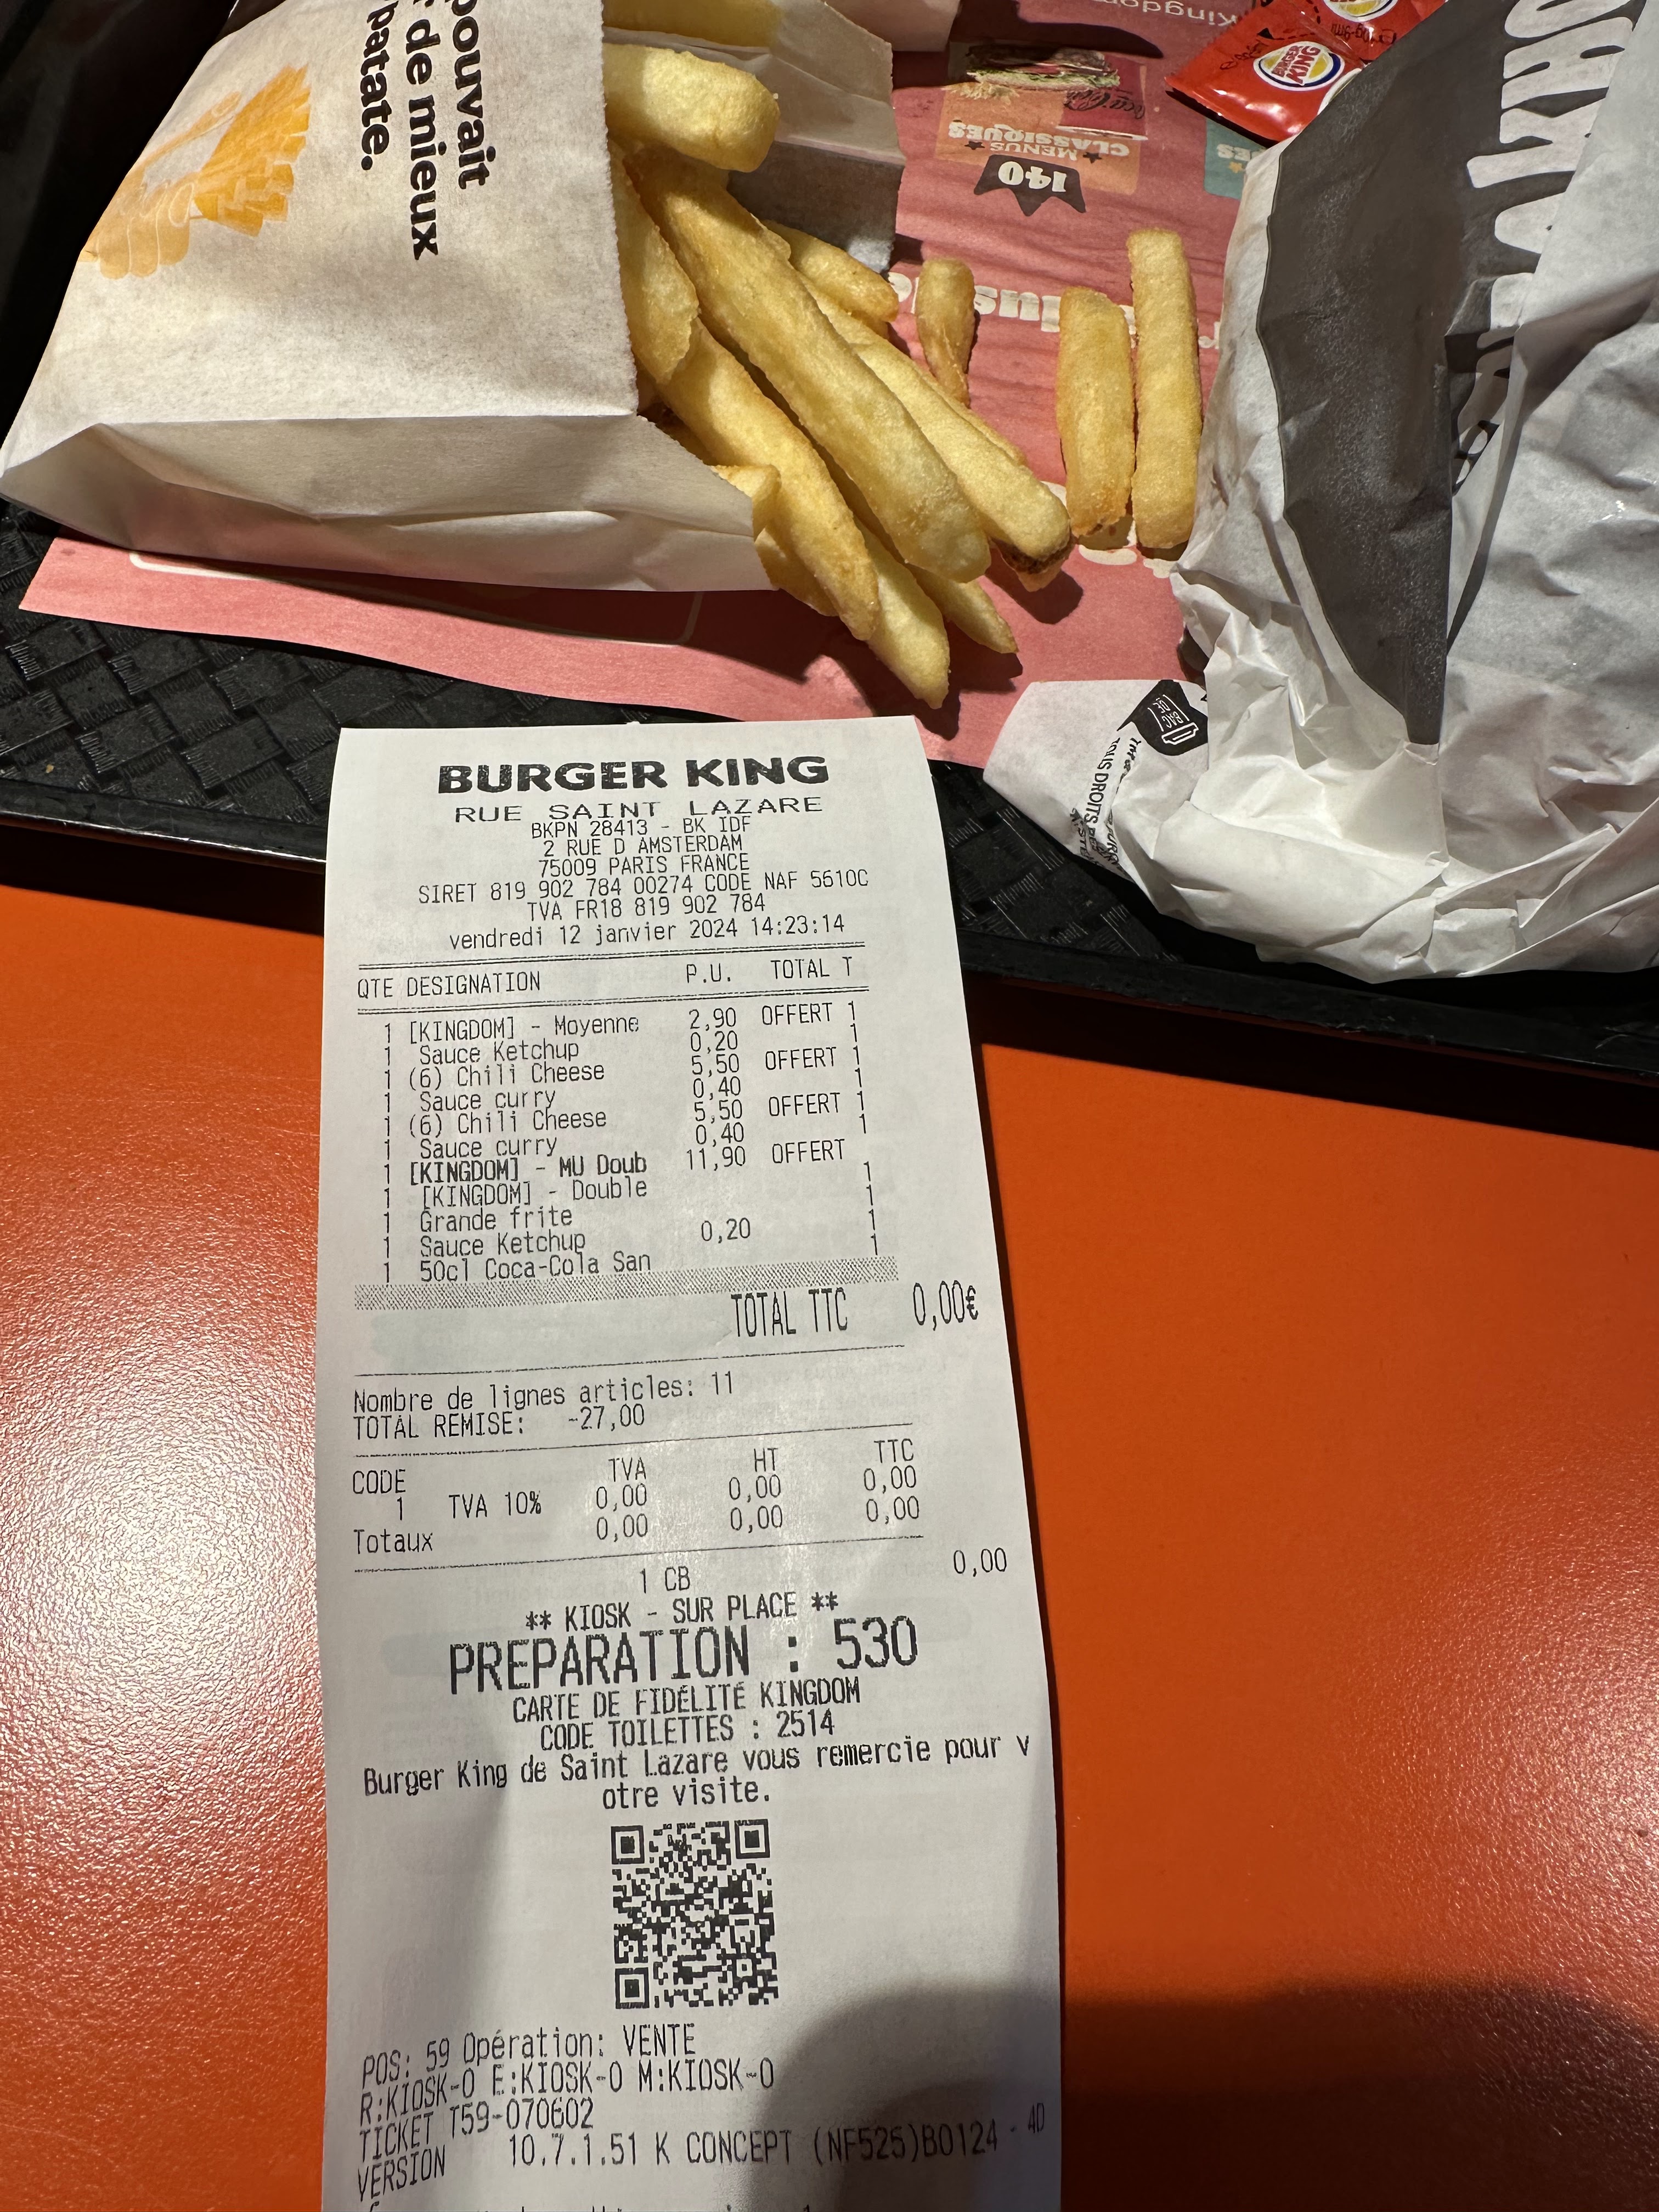 pouvait
de mieux
patate.
Kingdom
BURGER KING
140
MENUS
CLASSIQUES
BAC
DE
TOUS DROITS
BURGER KING
RUE SAINT LAZARE
BKPN 28413 - BK IDF
2 RUE D AMSTERDAM
75009 PARIS FRANCE
SIRET 819 902 784 00274 CODE NAF 5610C
TVA FR18 819 902 784
vendredi 12 janvier 2024 14:23:14
QTE DESIGNATION P.U. TOTAL T
1 [KINGDOM] - Moyenne 2,90 OFFERT 1
1 Sauce Ketchup 0,20 1
1 (6) Chili Cheese 5,50 OFFERT 1
1 Sauce curry 0,40 1
1 (6) Chili Cheese 5,50 OFFERT 1
1 Sauce curry 0,40 1
1 [KINGDOM] - MU Doub 11,90 OFFERT
1 [KINGDOM] - Double 1
1 Grande frite 1
1 Sauce Ketchup 0,20 1
1 50cl Coca-Cola San 1
TOTAL TTC 0,00€
Nombre de lignes articles: 11
TOTAL REMISE: -27,00
CODE TVA HT TTC
1 TVA 10% 0,00 0,00 0,00
Totaux 0,00 0,00 0,00
1 CB 0,00
** KIOSK - SUR PLACE **
PREPARATION : 530
CARTE DE FIDÉLITÉ KINGDOM
CODE TOILETTES : 2514
Burger King de Saint Lazare vous remercie pour v
otre visite.
POS: 59 Opération: VENTE
R:KIOSK-0 E:KIOSK-0 M:KIOSK-0
TICKET T59-070602
VERSION 10.7.1.51 K CONCEPT (NF525)B0124 - 4D